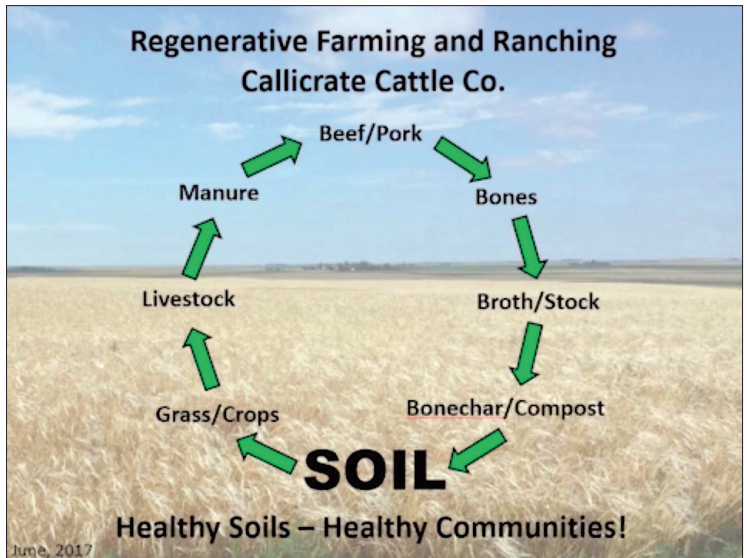 Regenerative Farming and Ranching
Callicrate Cattle Co.
Beef/Pork
Manure
Bones
Livestock
Broth/Stock
Grass/Crops
Bonechar/Compost
SOIL
Healthy Soils – Healthy Communities!
June, 2017